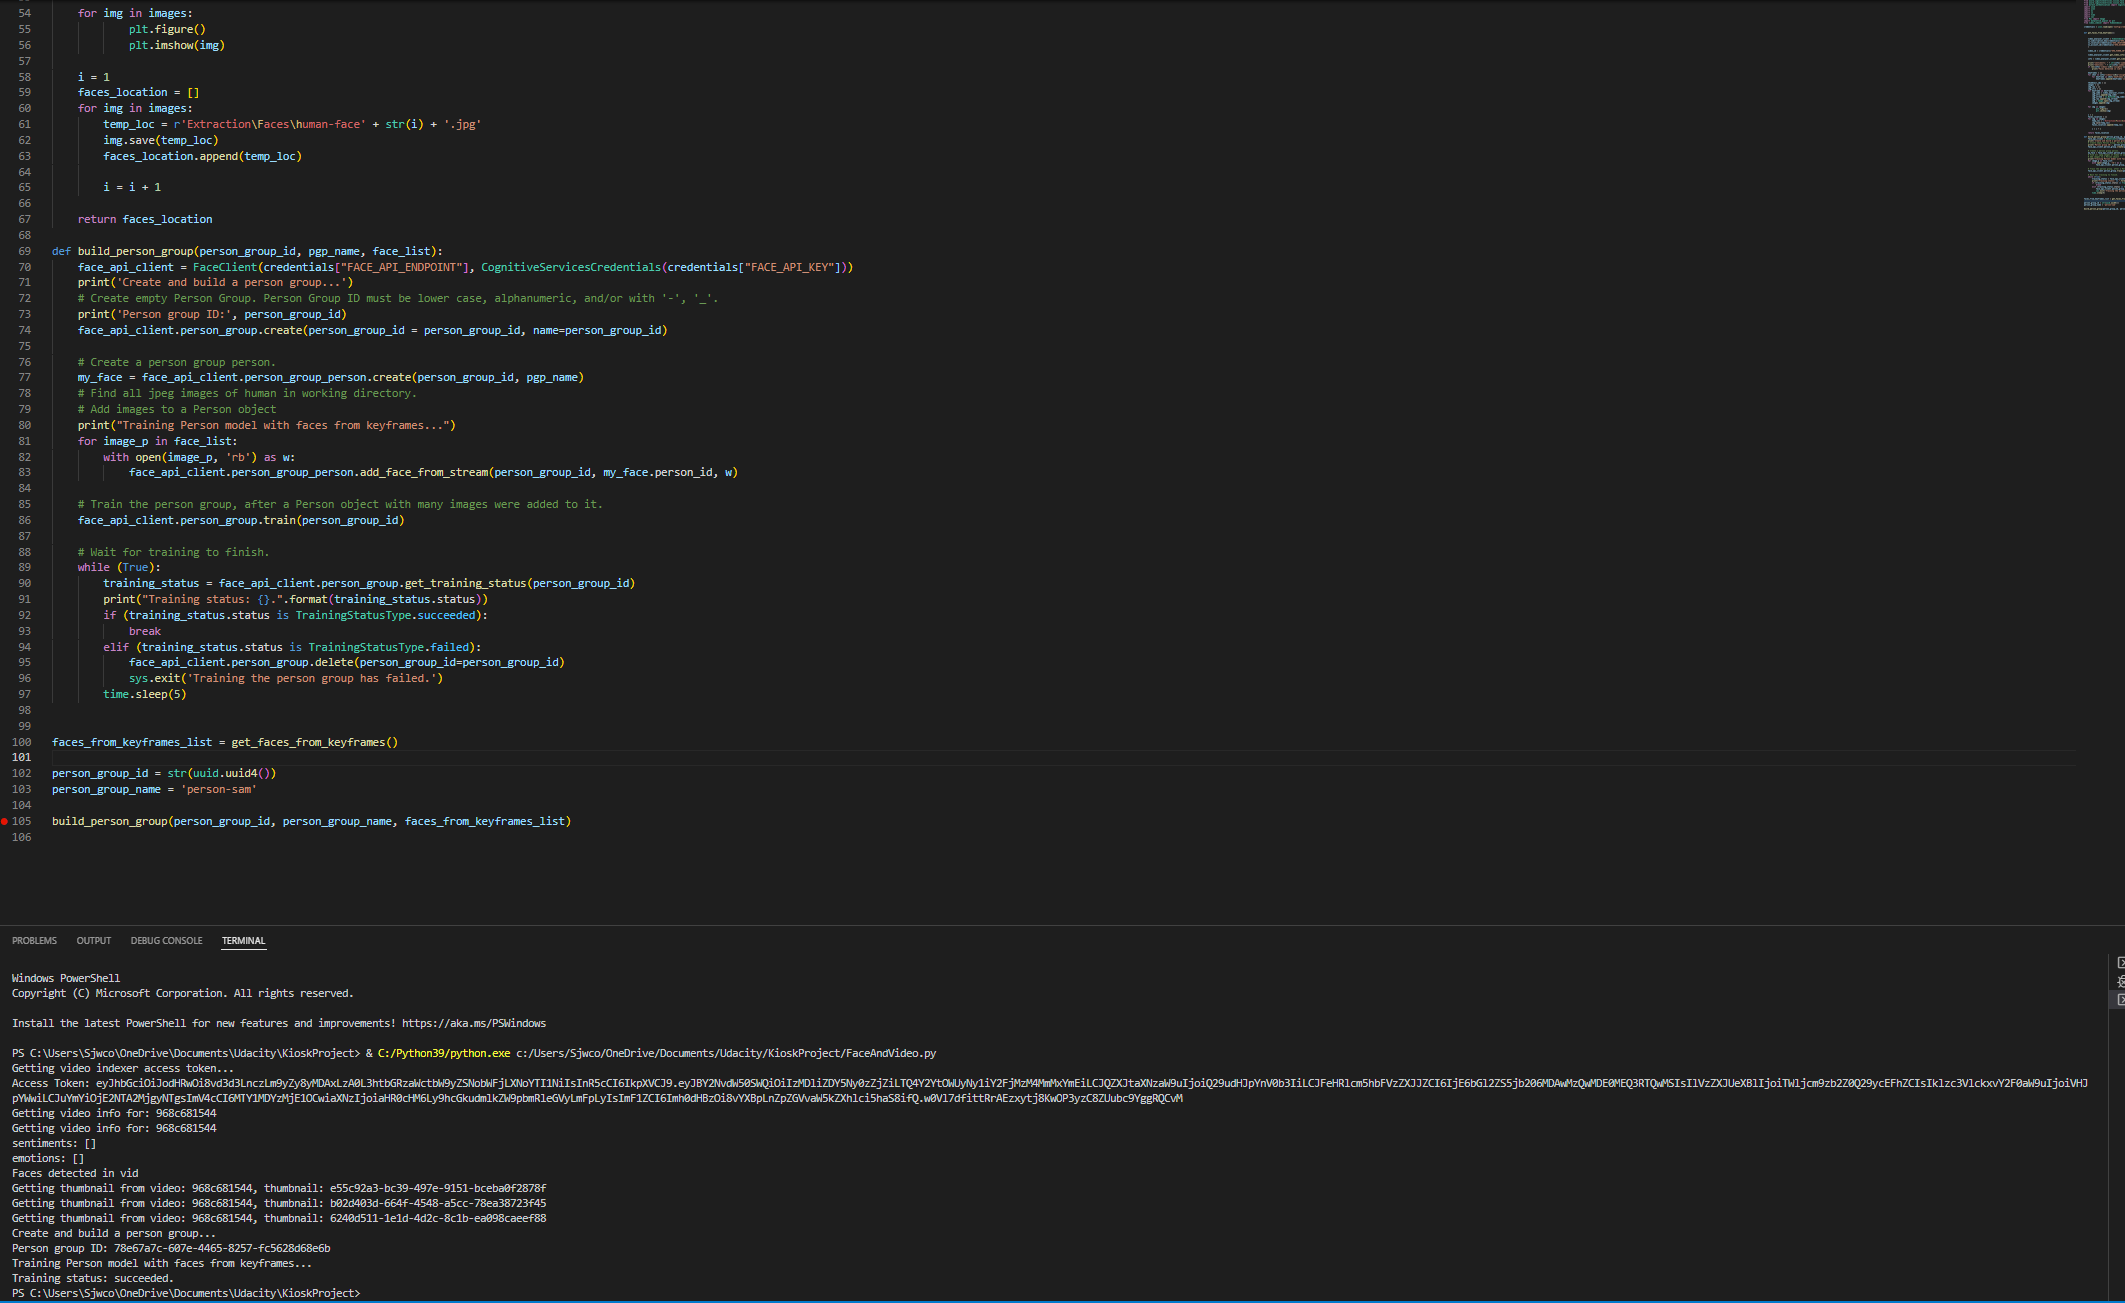 54 for img in images:
55 plt.figure()
56 plt.imshow(img)
57
58 i = 1
59 faces_location = []
60 for img in images:
61 temp_loc = r'Extraction\Faces\human-face' + str(i) + '.jpg'
62 img.save(temp_loc)
63 faces_location.append(temp_loc)
64
65 i = i + 1
66
67 return faces_location
68
69 def build_person_group(person_group_id, pgp_name, face_list):
70 face_api_client = FaceClient(credentials["FACE_API_ENDPOINT"], CognitiveServicesCredentials(credentials["FACE_API_KEY"]))
71 print('Create and build a person group...')
72 # Create empty Person Group. Person Group ID must be lower case, alphanumeric, and/or with '-', '_'.
73 print('Person group ID:', person_group_id)
74 face_api_client.person_group.create(person_group_id = person_group_id, name=person_group_id)
75
76 # Create a person group person.
77 my_face = face_api_client.person_group_person.create(person_group_id, pgp_name)
78 # Find all jpeg images of human in working directory.
79 # Add images to a Person object
80 print("Training Person model with faces from keyframes...")
81 for image_p in face_list:
82 with open(image_p, 'rb') as w:
83 face_api_client.person_group_person.add_face_from_stream(person_group_id, my_face.person_id, w)
84
85 # Train the person group, after a Person object with many images were added to it.
86 face_api_client.person_group.train(person_group_id)
87
88 # Wait for training to finish.
89 while (True):
90 training_status = face_api_client.person_group.get_training_status(person_group_id)
91 print("Training status: {}.".format(training_status.status))
92 if (training_status.status is TrainingStatusType.succeeded):
93 break
94 elif (training_status.status is TrainingStatusType.failed):
95 face_api_client.person_group.delete(person_group_id=person_group_id)
96 sys.exit('Training the person group has failed.')
97 time.sleep(5)
98
99
100 faces_from_keyframes_list = get_faces_from_keyframes()
101
102 person_group_id = str(uuid.uuid4())
103 person_group_name = 'person-sam'
104
105 build_person_group(person_group_id, person_group_name, faces_from_keyframes_list)
106
PROBLEMS OUTPUT DEBUG CONSOLE TERMINAL
Windows PowerShell
Copyright (C) Microsoft Corporation. All rights reserved.
Install the latest PowerShell for new features and improvements! https://aka.ms/PSWindows
PS C:\Users\Sjwco\OneDrive\Documents\Udacity\KioskProject> & C:/Python39/python.exe c:/Users/Sjwco/OneDrive/Documents/Udacity/KioskProject/FaceAndVideo.py
Getting video indexer access token...
Access Token:
Getting video info for: 968c681544
Getting video info for: 968c681544
sentiments: []
emotions: []
Faces detected in vid
Getting thumbnail from video: 968c681544, thumbnail: e55c92a3-bc39-497e-9151-bceba0f2878f
Getting thumbnail from video: 968c681544, thumbnail: b02d403d-664f-4548-a5cc-78ea38723f45
Getting thumbnail from video: 968c681544, thumbnail: 6240d511-1e1d-4d2c-8c1b-ea098caeef88
Create and build a person group...
Person group ID: 78e67a7c-607e-4465-8257-fc5628d68e6b
Training Person model with faces from keyframes...
Training status: succeeded.
PS C:\Users\Sjwco\OneDrive\Documents\Udacity\KioskProject>